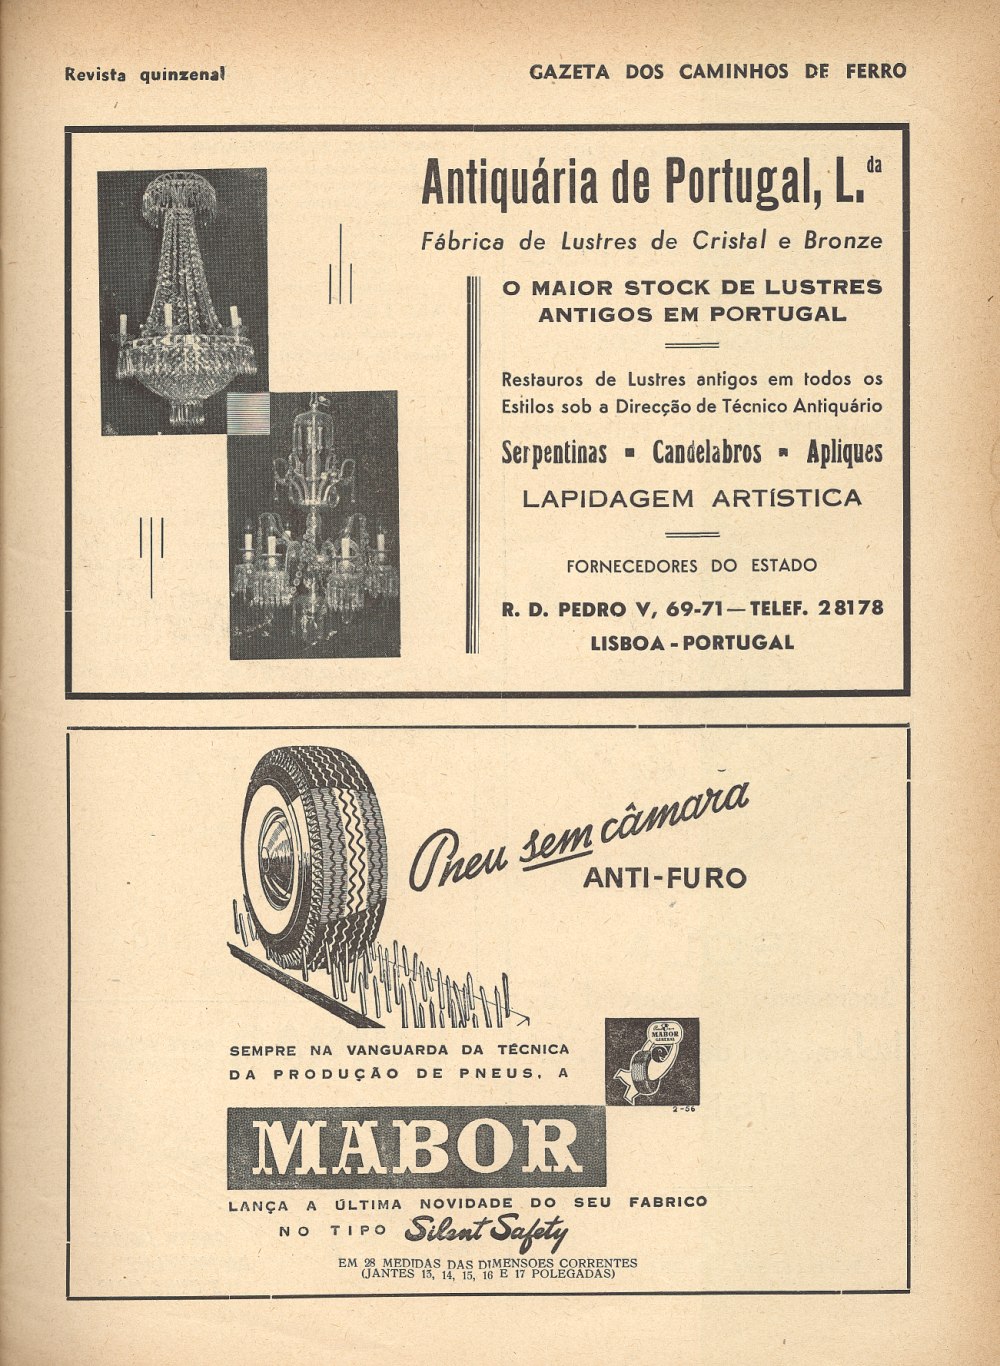 Revista quinzenal
GAZETA DOS CAMINHOS DE FERRO
Antiquária de Portugal, L.da
Fábrica de Lustres de Cristal e Bronze
O MAIOR STOCK DE LUSTRES
ANTIGOS EM PORTUGAL
Restauros de Lustres antigos em todos os
Estilos sob a Direcção de Técnico Antiquário
Serpentinas ▪ Candelabros ▪ Apliques
LAPIDAGEM ARTÍSTICA
FORNECEDORES DO ESTADO
R. D. PEDRO V, 69-71 — TELEF. 28178
LISBOA - PORTUGAL
Pneu sem câmara
ANTI-FURO
SEMPRE NA VANGUARDA DA TÉCNICA
DA PRODUÇÃO DE PNEUS, A
MABOR
GENERAL
2-56
MABOR
LANÇA A ÚLTIMA NOVIDADE DO SEU FABRICO
NO TIPO Silent Safety
EM 28 MEDIDAS DAS DIMENSOES CORRENTES
(JANTES 13, 14, 15, 16 E 17 POLEGADAS)